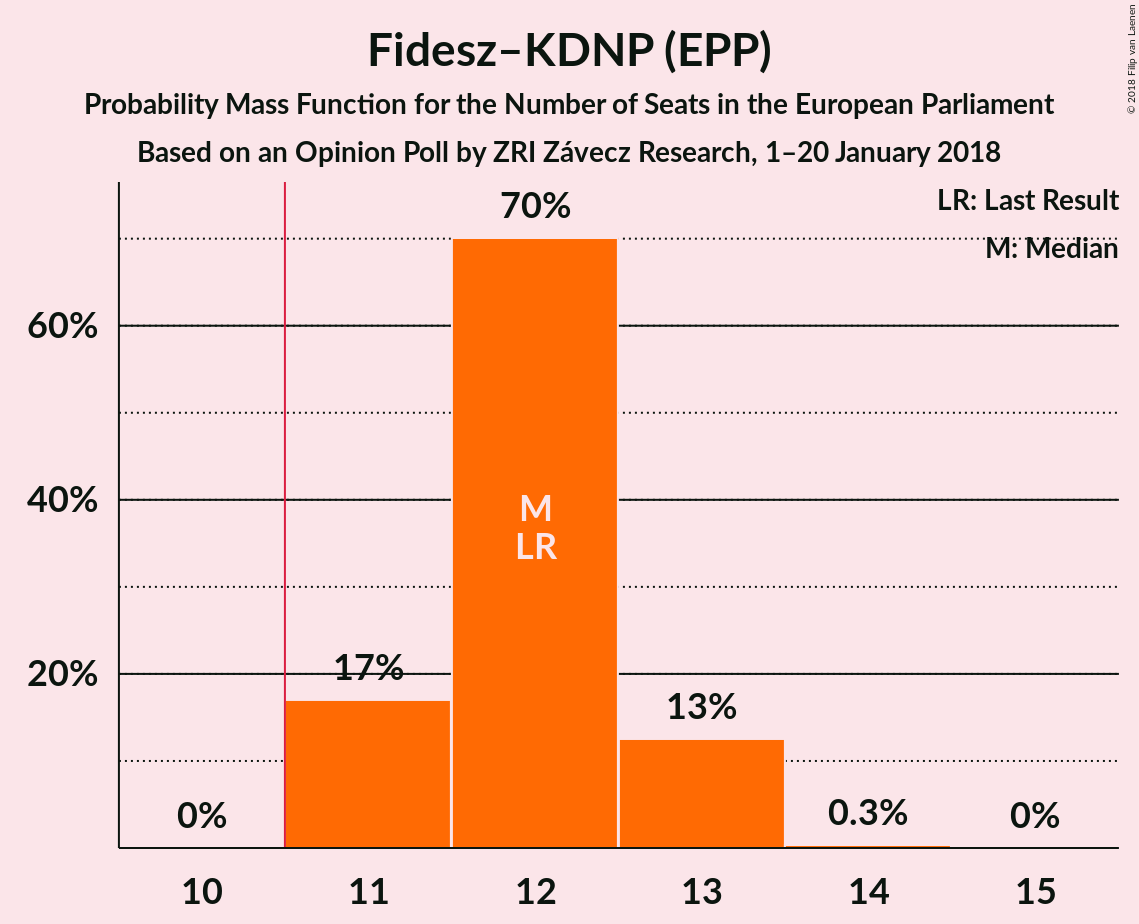 Fidesz–KDNP (EPP)
Probability Mass Function for the Number of Seats in the European Parliament
Based on an Opinion Poll by ZRI Závecz Research, 1–20 January 2018
© 2018 Filip van Laenen
LR: Last Result
M: Median
60%
40%
20%
0%
17%
70%
M
LR
13%
0.3%
0%
10
11
12
13
14
15